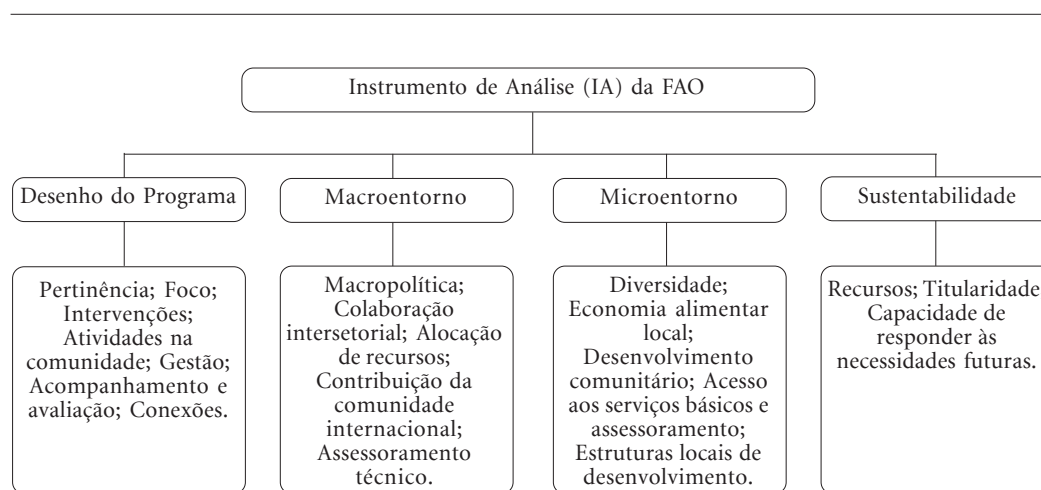 Instrumento de Análise (IA) da FAO
Desenho do Programa
Macroentorno
Microentorno
Sustentabilidade
Pertinência; Foco;
Intervenções;
Atividades na
comunidade; Gestão;
Acompanhamento e
avaliação; Conexões.
Macropolítica;
Colaboração
intersetorial; Alocação
de recursos;
Contribuição da
comunidade
internacional;
Assessoramento
técnico.
Diversidade;
Economia alimentar
local;
Desenvolvimento
comunitário; Acesso
aos serviços básicos e
assessoramento;
Estruturas locais de
desenvolvimento.
Recursos; Titularidade
Capacidade de
responder às
necessidades futuras.